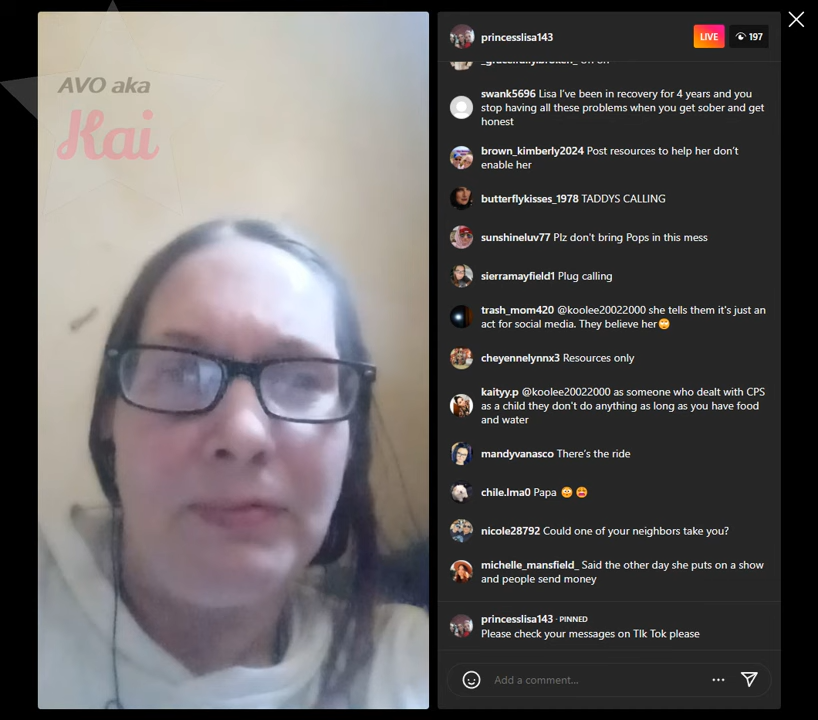 AVO aka
Kai
princesslisa143
LIVE
197
swank5696 Lisa I've been in recovery for 4 years and you
stop having all these problems when you get sober and get
honest
brown_kimberly2024 Post resources to help her don't
enable her
butterflykisses_1978 TADDYS CALLING
sunshineluv77 Plz don't bring Pops in this mess
sierramayfield1 Plug calling
trash_mom420 @koolee20022000 she tells them it's just an
act for social media. They believe her🙄
cheyennelynnx3 Resources only
kaityy.p @koolee20022000 as someone who dealt with CPS
as a child they don't do anything as long as you have food
and water
mandyvanasco There's the ride
chile.lma0 Papa 😳 😩
nicole28792 Could one of your neighbors take you?
michelle_mansfield_ Said the other day she puts on a show
and people send money
princesslisa143 · PINNED
Please check your messages on TIk Tok please
Add a comment...